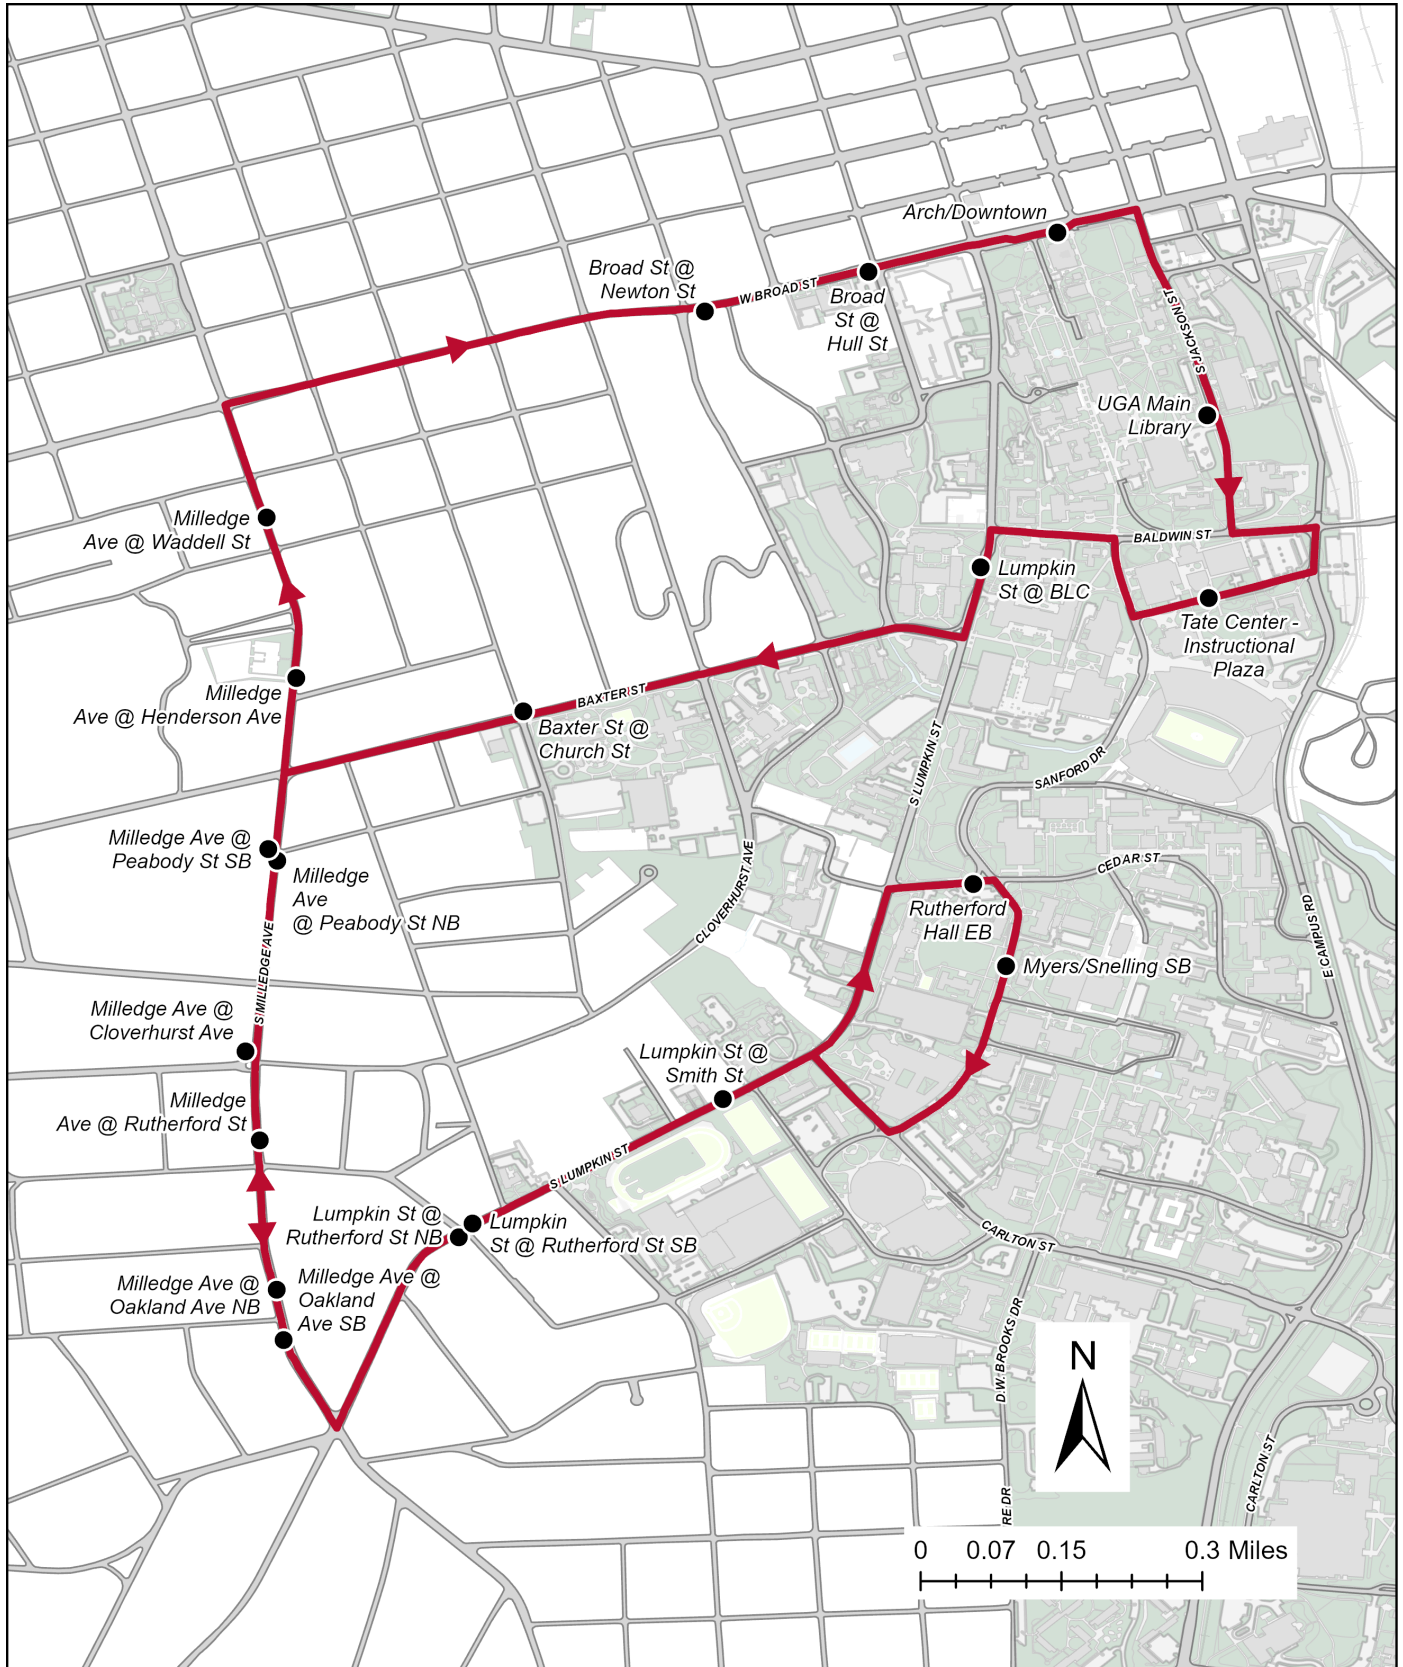 Arch/Downtown
Broad St @
Newton St
W BROAD ST
Broad
St @
Hull St
S JACKSON ST
UGA Main
Library
Milledge
Ave @ Waddell St
BALDWIN ST
Lumpkin
St @ BLC
Tate Center -
Instructional
Plaza
Milledge
Ave @ Henderson Ave
BAXTER ST
Baxter St @
Church St
S LUMPKIN ST
SANFORD DR
Milledge Ave @
Peabody St SB
Milledge
Ave
@ Peabody St NB
CEDAR ST
CLOVERHURST AVE
Rutherford
Hall EB
E CAMPUS RD
S MILLEDGE AVE
Myers/Snelling SB
Milledge Ave @
Cloverhurst Ave
Lumpkin St @
Smith St
Milledge
Ave @ Rutherford St
S LUMPKIN ST
Lumpkin St @
Rutherford St NB
Lumpkin
St @ Rutherford St SB
CARLTON ST
Milledge Ave @
Oakland Ave NB
Milledge Ave @
Oakland
Ave SB
D.W. BROOKS DR
N
CARLTON ST
RE DR
0 0.07 0.15 0.3 Miles